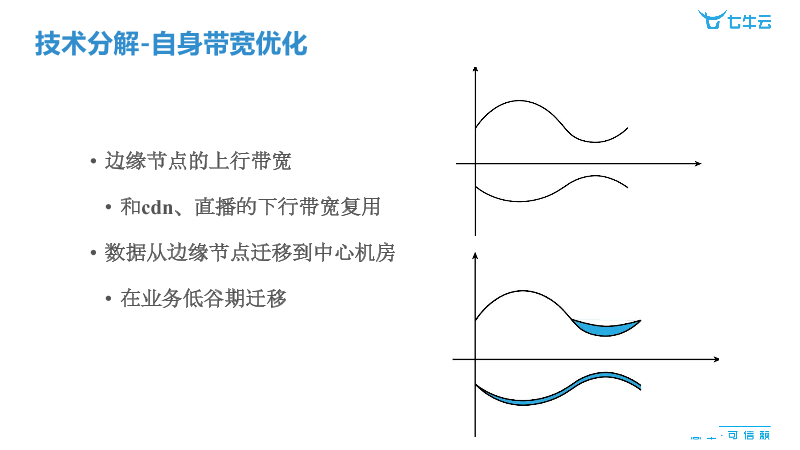 七牛云
技术分解-自身带宽优化
• 边缘节点的上行带宽
• 和cdn、直播的下行带宽复用
• 数据从边缘节点迁移到中心机房
• 在业务低谷期迁移
· 可信赖